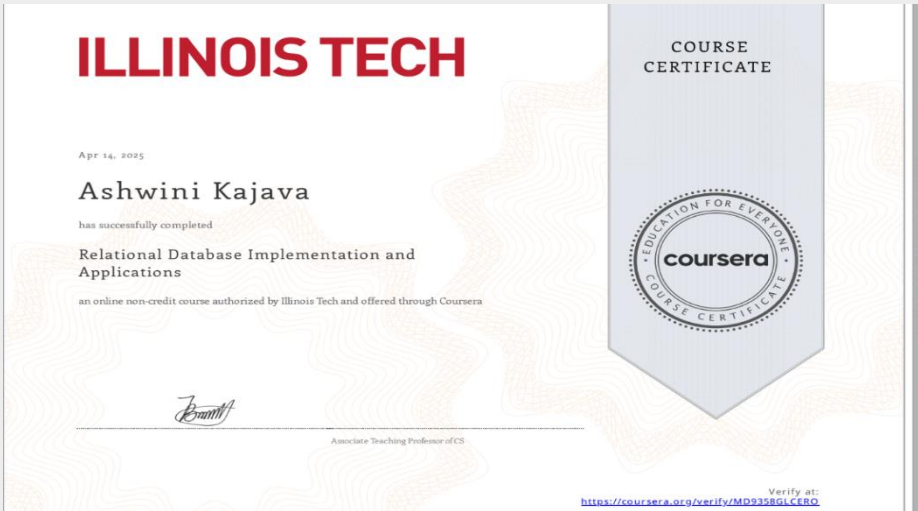 ILLINOIS TECH
COURSE
CERTIFICATE
Apr 14, 2025
Ashwini Kajava
has successfully completed
Relational Database Implementation and
Applications
an online non-credit course authorized by Illinois Tech and offered through Coursera
EDUCATION FOR EVERYONE
coursera
COURSE CERTIFICATE
Associate Teaching Professor of CS
Verify at:
https://coursera.org/verify/MD9358GLCERO